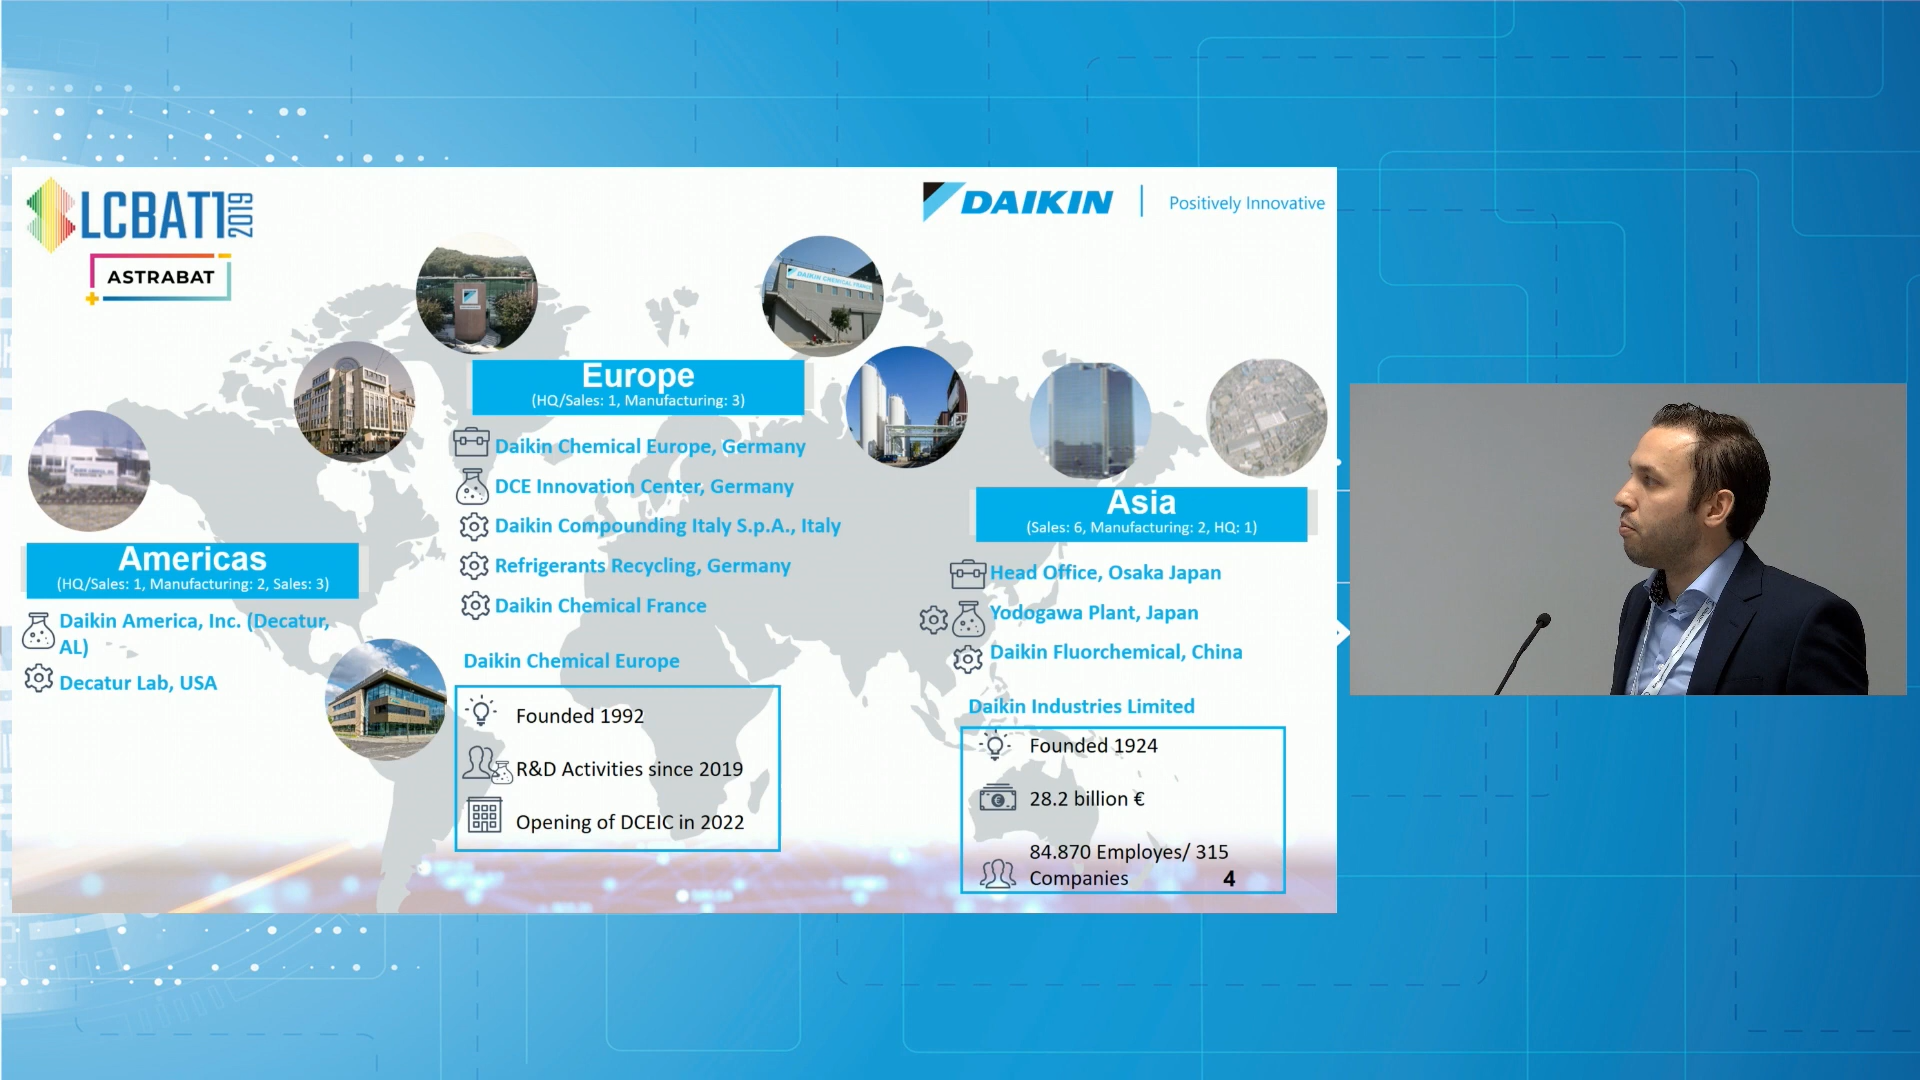 LCBAT1
2019
ASTRABAT
DAIKIN
Positively Innovative
DAIKIN CHEMICAL FRANCE
Europe
(HQ/Sales: 1, Manufacturing: 3)
Daikin Chemical Europe, Germany
DCE Innovation Center, Germany
Daikin Compounding Italy S.p.A., Italy
Refrigerants Recycling, Germany
Daikin Chemical France
Daikin Chemical Europe
Founded 1992
R&D Activities since 2019
Opening of DCEIC in 2022
Americas
(HQ/Sales: 1, Manufacturing: 2, Sales: 3)
Daikin America, Inc. (Decatur,
AL)
Decatur Lab, USA
Asia
(Sales: 6, Manufacturing: 2, HQ: 1)
Head Office, Osaka Japan
Yodogawa Plant, Japan
Daikin Fluorchemical, China
Daikin Industries Limited
Founded 1924
28.2 billion €
84.870 Employes/ 315
Companies
4